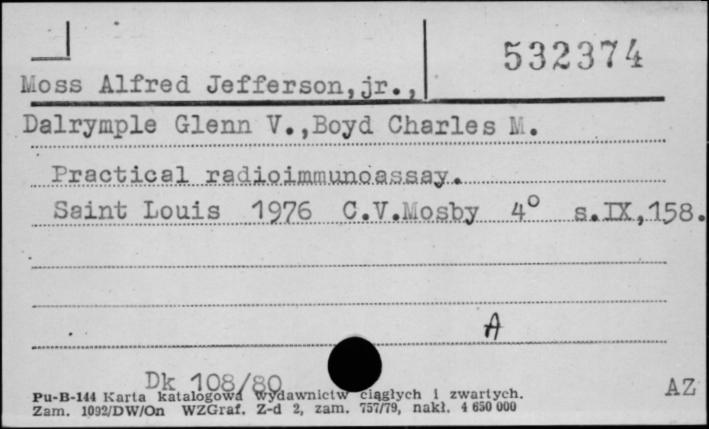 532374
Moss Alfred Jefferson,jr.,
Dalrymple Glenn V.,Boyd Charles M.
Practical radioimmunoassay.
Saint Louis 1976 C.V.Mosby 4° s.IX,158.
A
Dk 108/80
AZ
Pu-B-144 Karta katalogowa wydawnictw ciągłych i zwartych.
Zam. 1092/DW/On WZGraf. Z-d 2, zam. 757/79, nakł. 4 650 000